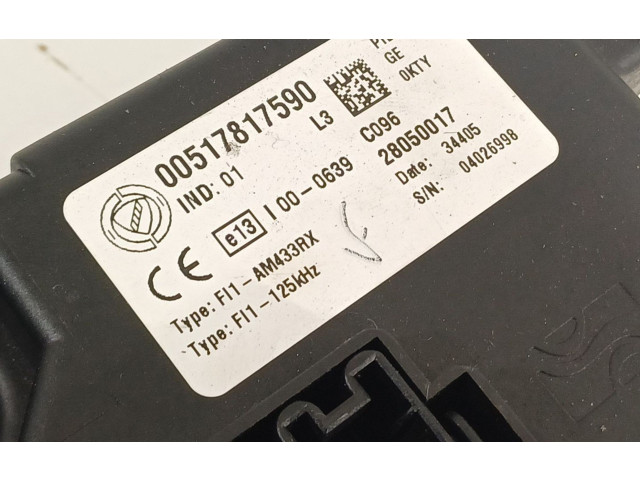 00517817590
IND: 01
L3
GE
0KTY
e13
I 00-0639
C096
28050017
Date: 34405
S/N: 04026998
CE
Type: FI1-AM433RX
Type: FI1-125kHz